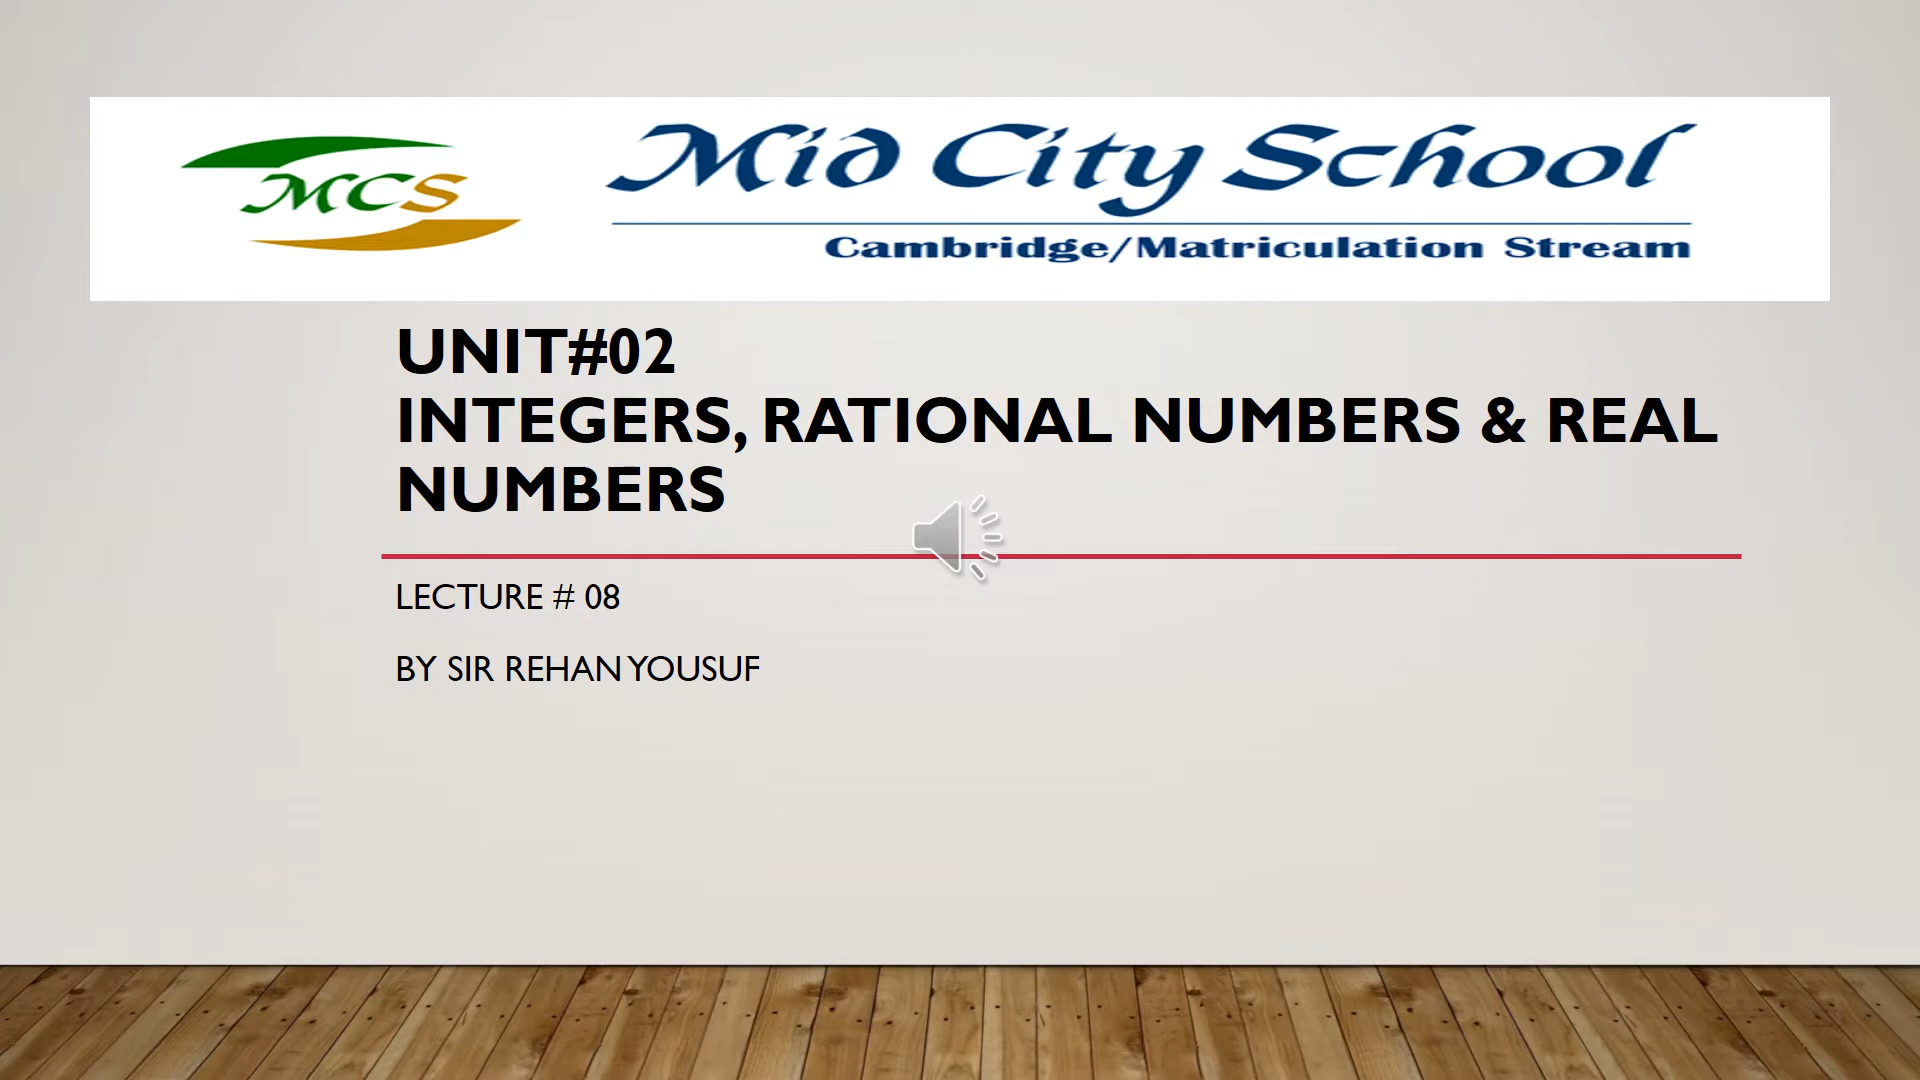 MCS
Mid City School
Cambridge/Matriculation Stream
UNIT#02
INTEGERS, RATIONAL NUMBERS & REAL
NUMBERS
LECTURE # 08
BY SIR REHAN YOUSUF